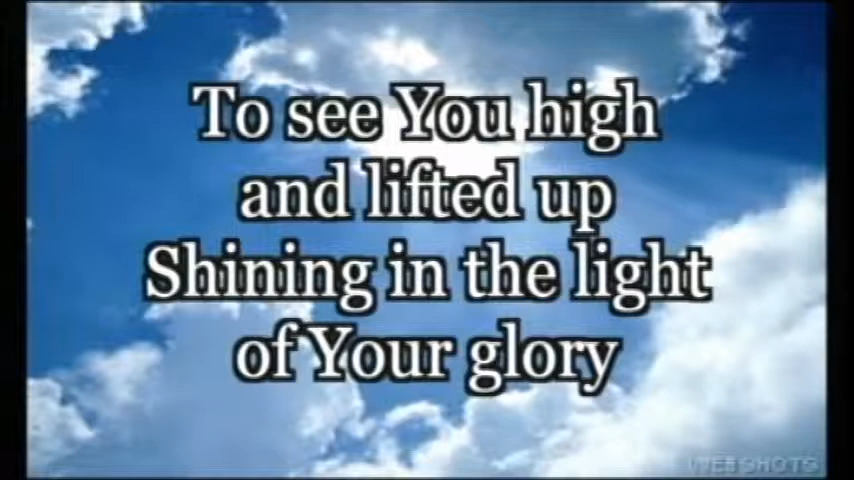 To see You high
and lifted up
Shining in the light
of Your glory
WEBSHOTS